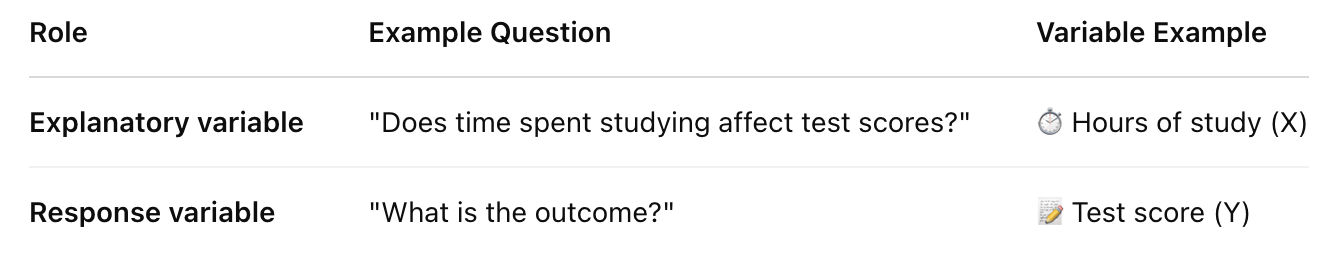 Role Example Question Variable Example
Explanatory variable "Does time spent studying affect test scores?" ⏱️ Hours of study (X)
Response variable "What is the outcome?" 📝 Test score (Y)